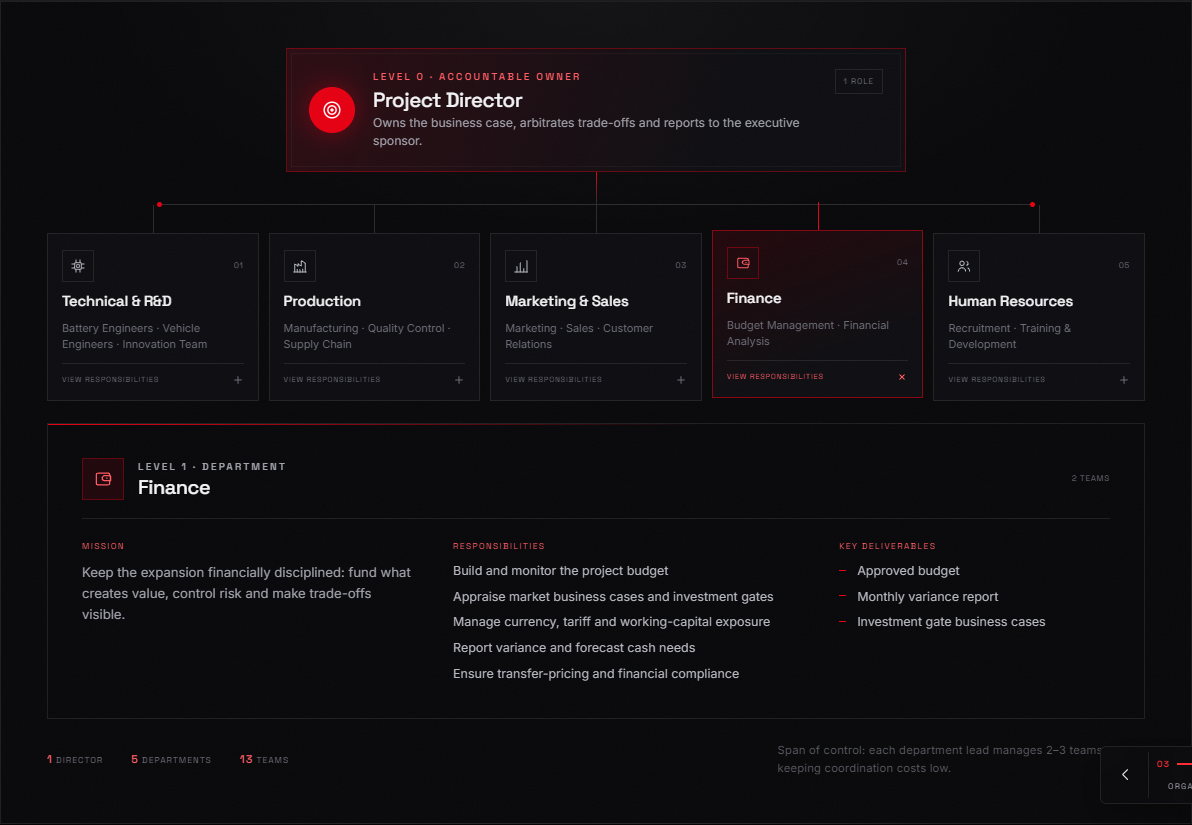 LEVEL 0 · ACCOUNTABLE OWNER
1 ROLE
Project Director
Owns the business case, arbitrates trade-offs and reports to the executive
sponsor.
01
Technical & R&D
Battery Engineers · Vehicle
Engineers · Innovation Team
VIEW RESPONSIBILITIES
02
Production
Manufacturing · Quality Control ·
Supply Chain
VIEW RESPONSIBILITIES
03
Marketing & Sales
Marketing · Sales · Customer
Relations
VIEW RESPONSIBILITIES
04
Finance
Budget Management · Financial
Analysis
VIEW RESPONSIBILITIES
05
Human Resources
Recruitment · Training &
Development
VIEW RESPONSIBILITIES
LEVEL 1 · DEPARTMENT
Finance
2 TEAMS
MISSION
Keep the expansion financially disciplined: fund what
creates value, control risk and make trade-offs
visible.
RESPONSIBILITIES
Build and monitor the project budget
Appraise market business cases and investment gates
Manage currency, tariff and working-capital exposure
Report variance and forecast cash needs
Ensure transfer-pricing and financial compliance
KEY DELIVERABLES
Approved budget
Monthly variance report
Investment gate business cases
1 DIRECTOR
5 DEPARTMENTS
13 TEAMS
Span of control: each department lead manages 2–3 teams
keeping coordination costs low.
03